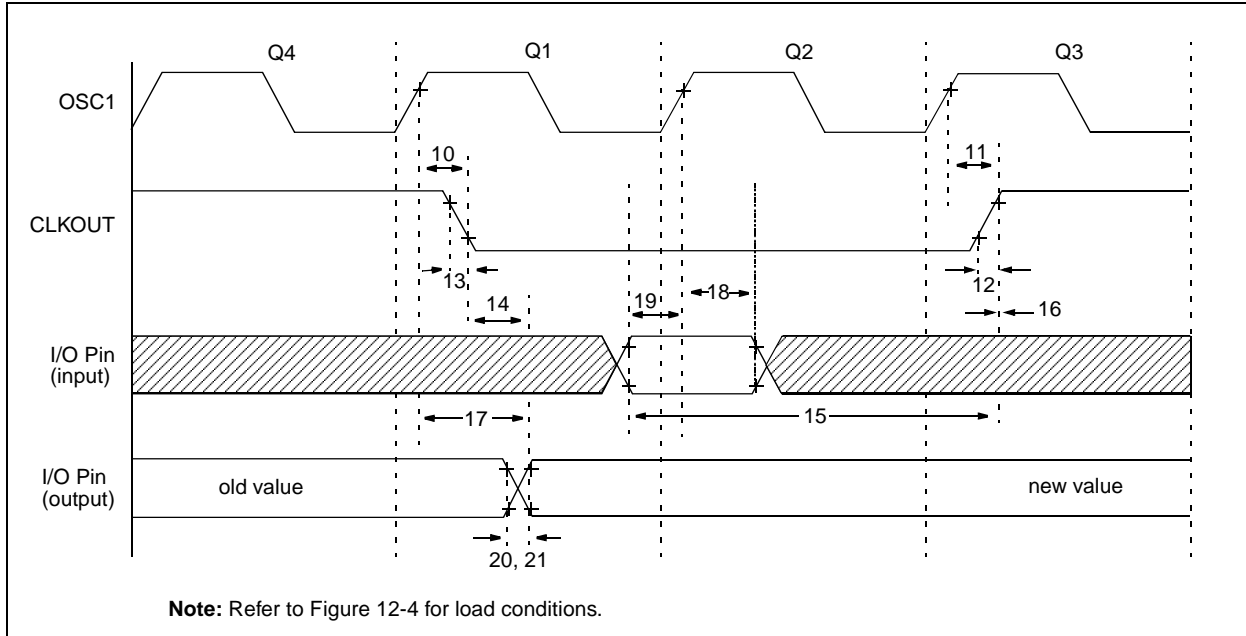 Q4 Q1 Q2 Q3
OSC1
10 11
CLKOUT
13 12
14 19 18 16
I/O Pin
(input)
17 15
I/O Pin
(output)
old value new value
20, 21
Note: Refer to Figure 12-4 for load conditions.